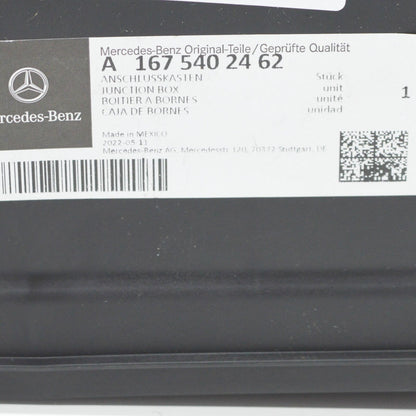 Mercedes-Benz Original-Teile/Geprüfte Qualität
A 167 540 24 62
ANSCHLUSSKASTEN Stück
JUNCTION BOX unit
BOITIER A BORNES unité 1
CAJA DE BORNES unidad
rcedes-Benz
Made in MEXICO
2022-05-11
Mercedes-Benz AG, Mercedesstr. 120, 70372 Stuttgart, DE